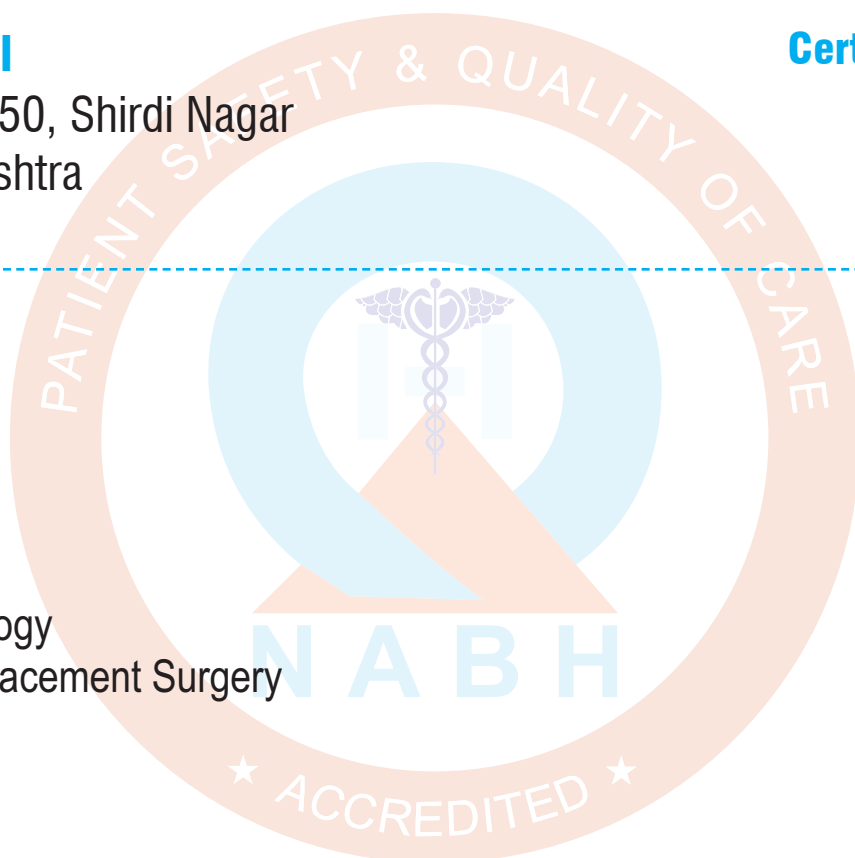 l
Cert
50, Shirdi Nagar
shtra
PATIENT SAFETY & QUALITY OF CARE
H
ogy
NABH
acement Surgery
★ ACCREDITED ★